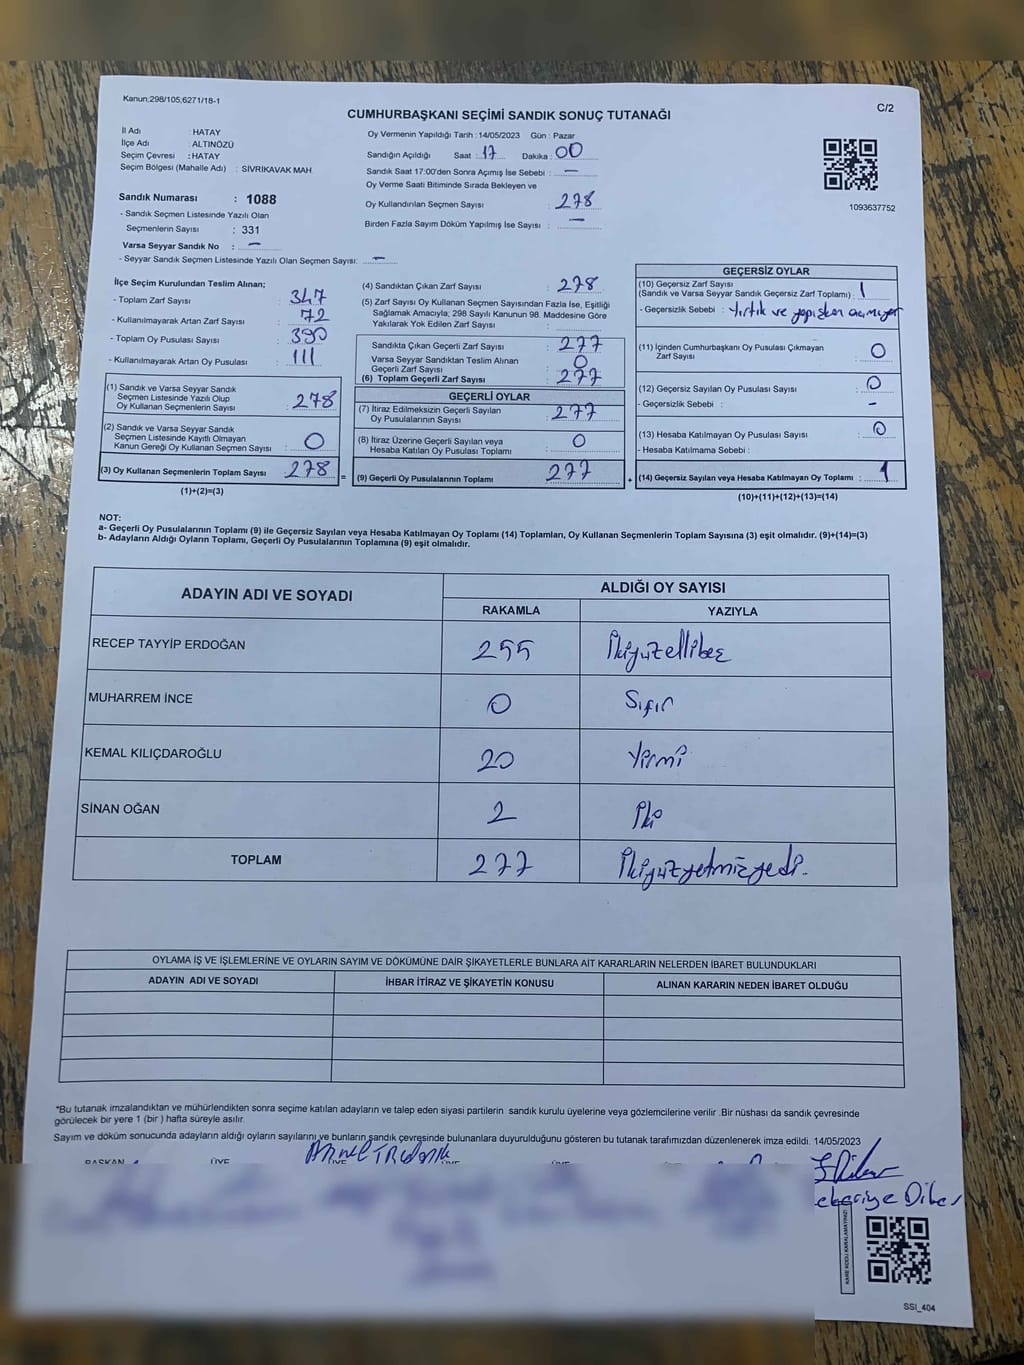 Kanun;298/105,6271/18-1
C/2
CUMHURBAŞKANI SEÇİMİ SANDIK SONUÇ TUTANAĞI
İl Adı : HATAY
İlçe Adı : ALTINÖZÜ
Seçim Çevresi : HATAY
Seçim Bölgesi (Mahalle Adı) : SİVRİKAVAK MAH
Oy Vermenin Yapıldığı Tarih : 14/05/2023 Gün : Pazar
Sandığın Açıldığı Saat : 17 Dakika : 00
Sandık Saat 17:00'den Sonra Açımış İse Sebebi : —
Oy Verme Saati Bitiminde Sırada Bekleyen ve
Oy Kullandırılan Seçmen Sayısı : 278
Birden Fazla Sayım Döküm Yapılmış İse Sayısı : —
1093637752
Sandık Numarası : 1088
- Sandık Seçmen Listesinde Yazılı Olan
Seçmenlerin Sayısı : 331
Varsa Seyyar Sandık No : —
- Seyyar Sandık Seçmen Listesinde Yazılı Olan Seçmen Sayısı: —
İlçe Seçim Kurulundan Teslim Alınan;
- Toplam Zarf Sayısı : 347
- Kullanılmayarak Artan Zarf Sayısı : 72
- Toplam Oy Pusulası Sayısı : 390
- Kullanılmayarak Artan Oy Pusulası : 111
(1) Sandık ve Varsa Seyyar Sandık
Seçmen Listesinde Yazılı Olup
Oy Kullanan Seçmenlerin Sayısı : 278
(2) Sandık ve Varsa Seyyar Sandık
Seçmen Listesinde Kayıtlı Olmayan
Kanun Gereği Oy Kullanan Seçmen Sayısı : 0
(3) Oy Kullanan Seçmenlerin Toplam Sayısı : 278 =
(1)+(2)=(3)
(4) Sandıktan Çıkan Zarf Sayısı : 278
(5) Zarf Sayısı Oy Kullanan Seçmen Sayısından Fazla İse, Eşitliği
Sağlamak Amacıyla, 298 Sayılı Kanunun 98. Maddesine Göre
Yakılarak Yok Edilen Zarf Sayısı :
Sandıkta Çıkan Geçerli Zarf Sayısı : 277
Varsa Seyyar Sandıktan Teslim Alınan
Geçerli Zarf Sayısı : 0
(6) Toplam Geçerli Zarf Sayısı : 277
GEÇERLİ OYLAR
(7) İtiraz Edilmeksizin Geçerli Sayılan
Oy Pusulalarının Sayısı : 277
(8) İtiraz Üzerine Geçerli Sayılan veya
Hesaba Katılan Oy Pusulası Toplamı : 0
(9) Geçerli Oy Pusulalarının Toplamı : 277 +
GEÇERSİZ OYLAR
(10) Geçersiz Zarf Sayısı
(Sandık ve Varsa Seyyar Sandık Geçersiz Zarf Toplamı) : 1
- Geçersizlik Sebebi : Yırtık ve yapışkan açmıyor
(11) İçinden Cumhurbaşkanı Oy Pusulası Çıkmayan
Zarf Sayısı : 0
(12) Geçersiz Sayılan Oy Pusulası Sayısı : 0
- Geçersizlik Sebebi : -
(13) Hesaba Katılmayan Oy Pusulası Sayısı : 0
- Hesaba Katılmama Sebebi :
(14) Geçersiz Sayılan veya Hesaba Katılmayan Oy Toplamı : 1
(10)+(11)+(12)+(13)=(14)
NOT:
a- Geçerli Oy Pusulalarının Toplamı (9) ile Geçersiz Sayılan veya Hesaba Katılmayan Oy Toplamı (14) Toplamları, Oy Kullanan Seçmenlerin Toplam Sayısına (3) eşit olmalıdır. (9)+(14)=(3)
b- Adayların Aldığı Oyların Toplamı, Geçerli Oy Pusulalarının Toplamına (9) eşit olmalıdır.
ADAYIN ADI VE SOYADI
ALDIĞI OY SAYISI
RAKAMLA YAZIYLA
RECEP TAYYİP ERDOĞAN 255 İkiyüzellibeş
MUHARREM İNCE 0 Sıfır
KEMAL KILIÇDAROĞLU 20 Yirmi
SİNAN OĞAN 2 İki
TOPLAM 277 İkiyüzyetmişyedi.
OYLAMA İŞ VE İŞLEMLERİNE VE OYLARIN SAYIM VE DÖKÜMÜNE DAİR ŞİKAYETLERLE BUNLARA AİT KARARLARIN NELERDEN İBARET BULUNDUKLARI
ADAYIN ADI VE SOYADI İHBAR İTİRAZ VE ŞİKAYETİN KONUSU ALINAN KARARIN NEDEN İBARET OLDUĞU
*Bu tutanak imzalandıktan ve mühürlendikten sonra seçime katılan adayların ve talep eden siyasi partilerin sandık kurulu üyelerine veya gözlemcilerine verilir .Bir nüshası da sandık çevresinde
görülecek bir yere 1 (bir ) hafta süreyle asılır.
Sayım ve döküm sonucunda adayların aldığı oyların sayılarını ve bunların sandık çevresinde bulunanlara duyurulduğunu gösteren bu tutanak tarafımızdan düzenlenerek imza edildi. 14/05/2023
BAŞKAN ÜYE
KARE KODU KARALAMAYINIZ!
SSİ_404